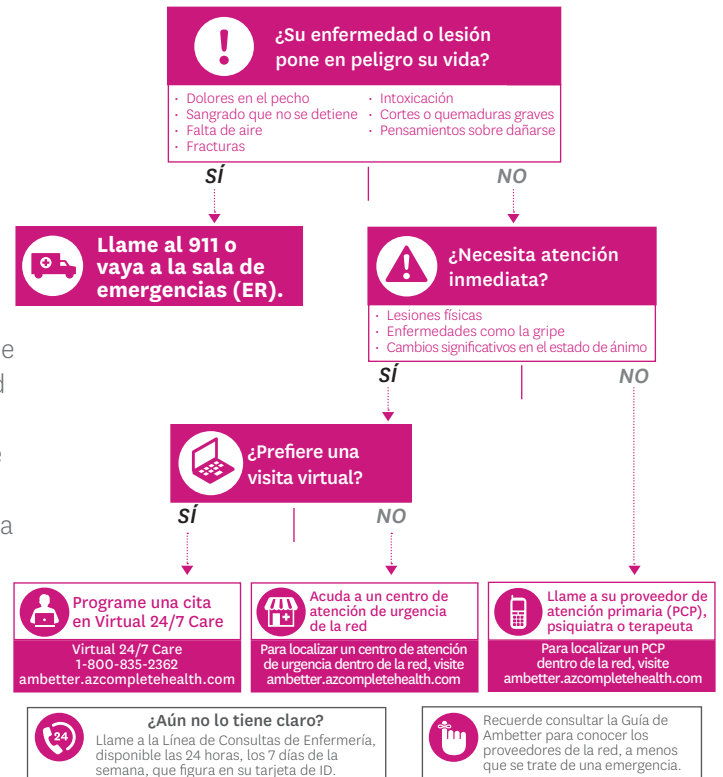 ¿Su enfermedad o lesión
pone en peligro su vida?
· Dolores en el pecho
· Sangrado que no se detiene
· Falta de aire
· Fracturas
· Intoxicación
· Cortes o quemaduras graves
· Pensamientos sobre dañarse
SÍ
NO
Llame al 911 o
vaya a la sala de
emergencias (ER).
¿Necesita atención
inmediata?
· Lesiones físicas
· Enfermedades como la gripe
· Cambios significativos en el estado de ánimo
SÍ
NO
¿Prefiere una
visita virtual?
SÍ
NO
Programe una cita
en Virtual 24/7 Care
Virtual 24/7 Care
1-800-835-2362
ambetter.azcompletehealth.com
Acuda a un centro de
atención de urgencia
de la red
Para localizar un centro de atención
de urgencia dentro de la red, visite
ambetter.azcompletehealth.com
Llame a su proveedor de
atención primaria (PCP),
psiquiatra o terapeuta
Para localizar un PCP
dentro de la red, visite
ambetter.azcompletehealth.com
24
¿Aún no lo tiene claro?
Llame a la Línea de Consultas de Enfermería,
disponible las 24 horas, los 7 días de la
semana, que figura en su tarjeta de ID.
Recuerde consultar la Guía de
Ambetter para conocer los
proveedores de la red, a menos
que se trate de una emergencia.